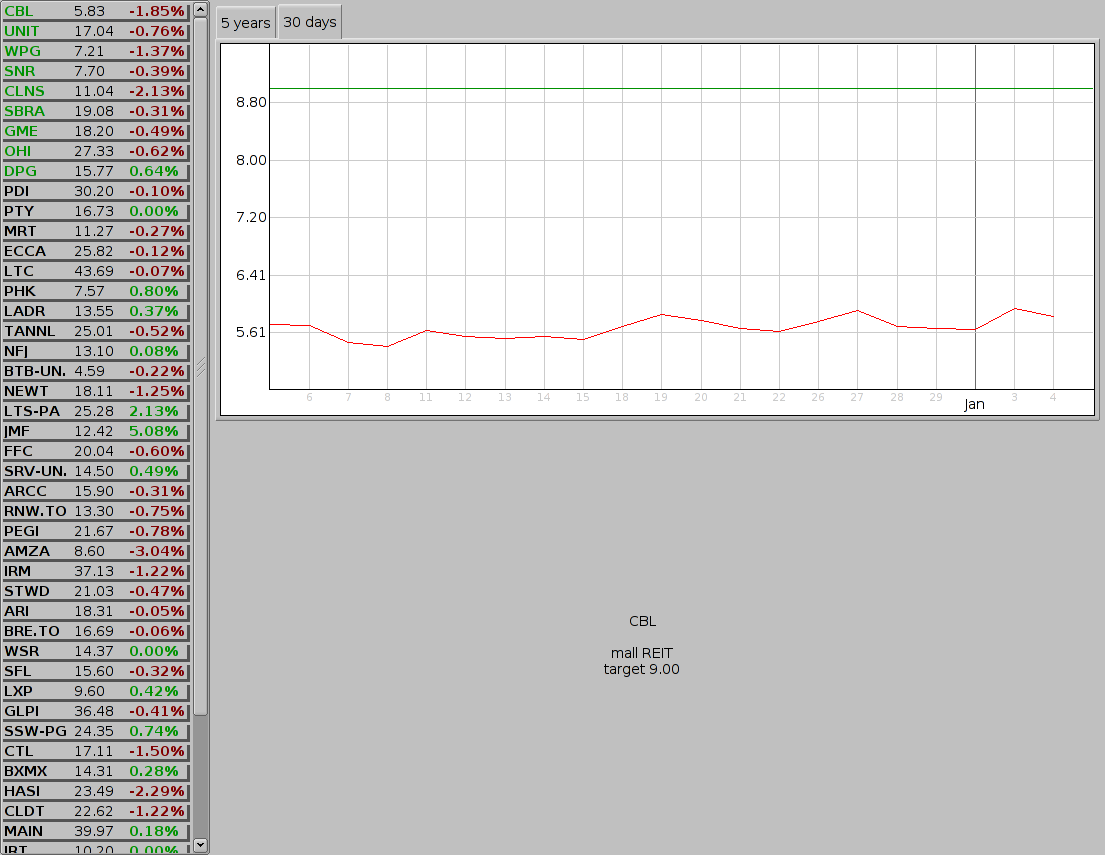 CBL 5.83 -1.85%
UNIT 17.04 -0.76%
WPG 7.21 -1.37%
SNR 7.70 -0.39%
CLNS 11.04 -2.13%
SBRA 19.08 -0.31%
GME 18.20 -0.49%
OHI 27.33 -0.62%
DPG 15.77 0.64%
PDI 30.20 -0.10%
PTY 16.73 0.00%
MRT 11.27 -0.27%
ECCA 25.82 -0.12%
LTC 43.69 -0.07%
PHK 7.57 0.80%
LADR 13.55 0.37%
TANNL 25.01 -0.52%
NFJ 13.10 0.08%
BTB-UN. 4.59 -0.22%
NEWT 18.11 -1.25%
LTS-PA 25.28 2.13%
JMF 12.42 5.08%
FFC 20.04 -0.60%
SRV-UN. 14.50 0.49%
ARCC 15.90 -0.31%
RNW.TO 13.30 -0.75%
PEGI 21.67 -0.78%
AMZA 8.60 -3.04%
IRM 37.13 -1.22%
STWD 21.03 -0.47%
ARI 18.31 -0.05%
BRE.TO 16.69 -0.06%
WSR 14.37 0.00%
SFL 15.60 -0.32%
LXP 9.60 0.42%
GLPI 36.48 -0.41%
SSW-PG 24.35 0.74%
CTL 17.11 -1.50%
BXMX 14.31 0.28%
HASI 23.49 -2.29%
CLDT 22.62 -1.22%
MAIN 39.97 0.18%
IRT 10.20 0.00%
5 years 30 days
8.80
8.00
7.20
6.41
5.61
6 7 8 11 12 13 14 15 18 19 20 21 22 26 27 28 29 Jan 3 4
CBL
mall REIT
target 9.00